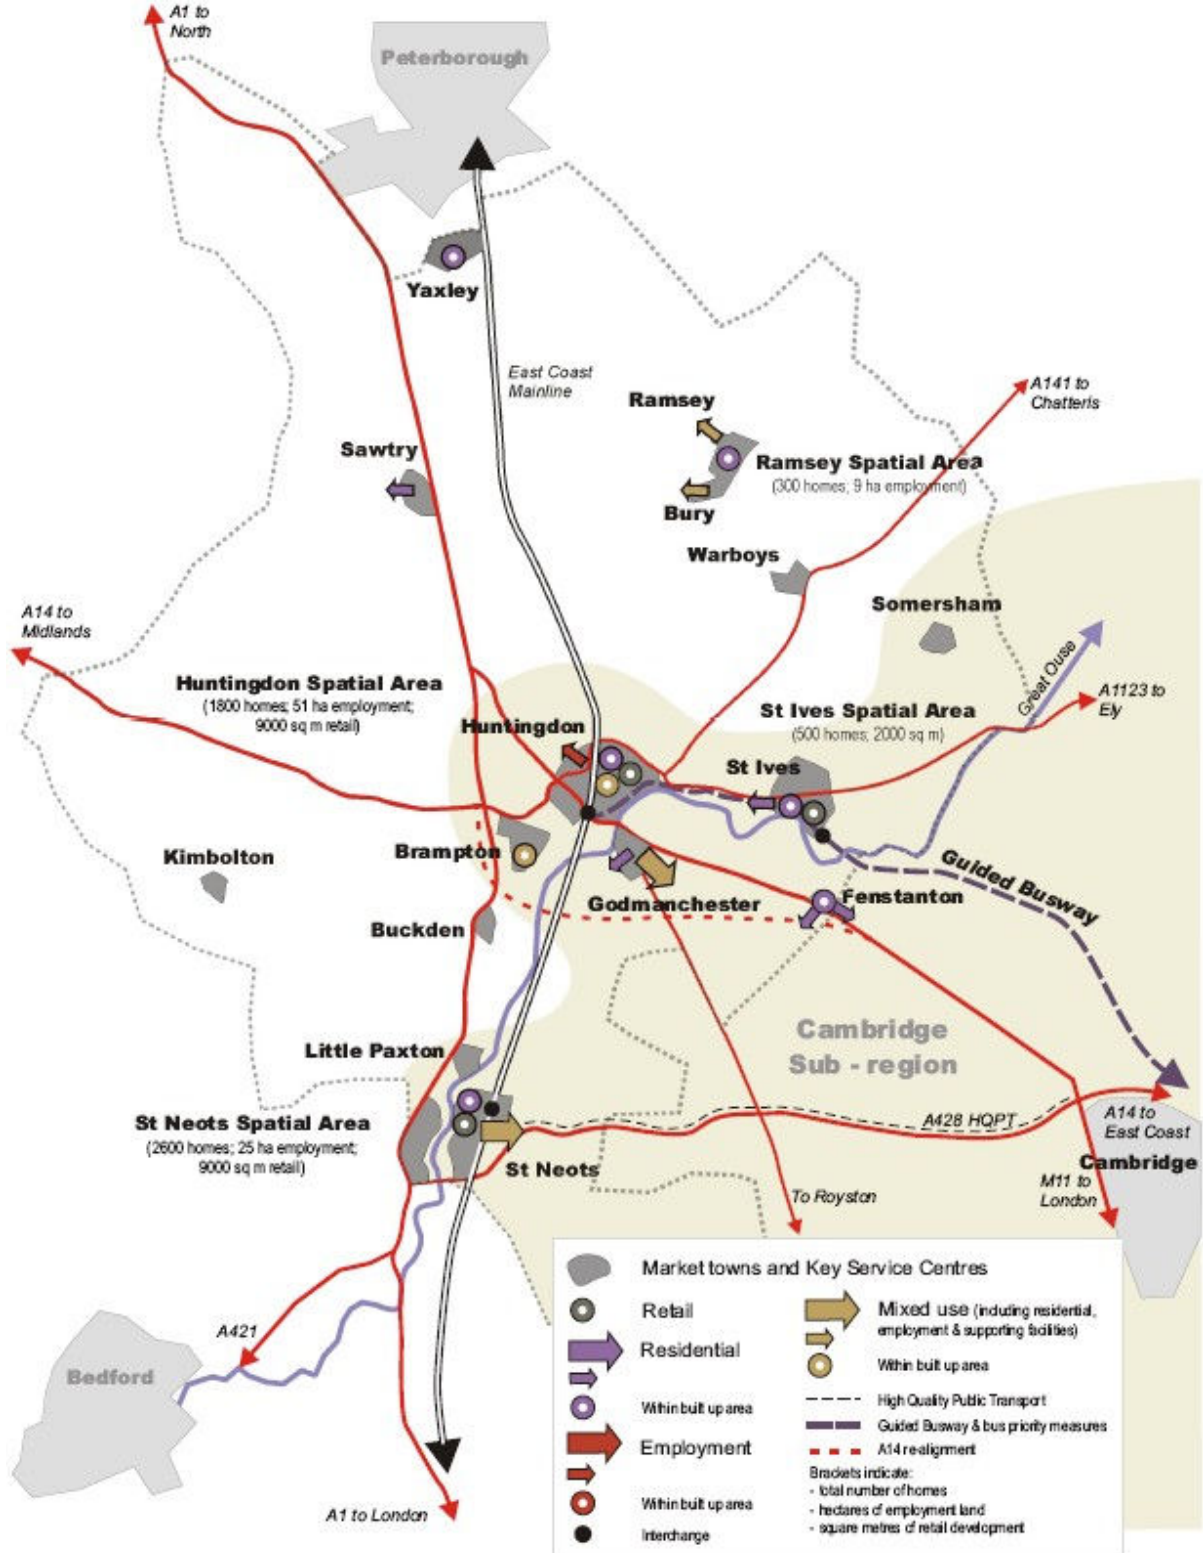 A1 to
North
Peterborough
Yaxley
East Coast
Mainline
Ramsey
A141 to
Chatteris
Sawtry
Ramsey Spatial Area
(300 homes; 9 ha employment)
Bury
Warboys
Somersham
A14 to
Midlands
Great Ouse
Huntingdon Spatial Area
(1800 homes; 51 ha employment;
9000 sq m retail)
A1123 to
Ely
St Ives Spatial Area
(500 homes; 2000 sq m)
Huntingdon
St Ives
Brampton
Kimbolton
Guided Busway
Godmanchester
Fenstanton
Buckden
Cambridge
Sub - region
Little Paxton
St Neots Spatial Area
(2600 homes; 25 ha employment;
9000 sq m retail)
A428 HQPT
A14 to
East Coast
Cambridge
St Neots
M11 to
London
To Royston
A421
Bedford
A1 to London
Market towns and Key Service Centres
Retail
Residential
Within built up area
Employment
Within built up area
Interchange
Mixed use (including residential,
employment & supporting facilities)
Within built up area
High Quality Public Transport
Guided Busway & bus priority measures
A14 re-alignment
Brackets indicate:
- total number of homes
- hectares of employment land
- square metres of retail development